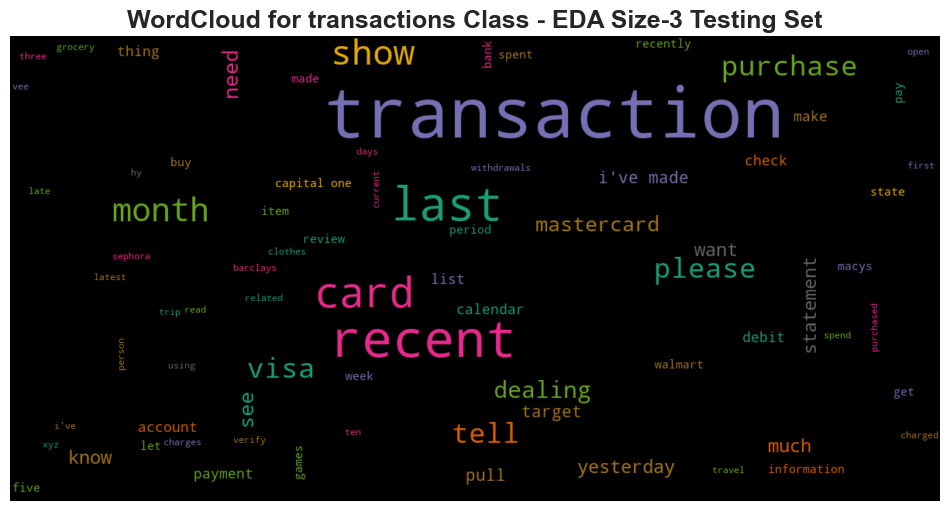 WordCloud for transactions Class - EDA Size-3 Testing Set
three
grocery
thing
need
show
bank
spent
recently
purchase
open
vee
made
transaction
make
pay
days
buy
hy
withdrawals
check
first
late
capital one
current
i've made
state
month
item
last
period
mastercard
review
clothes
want
sephora
barclays
please
macys
latest
list
statement
card
related
trip
read
calendar
recent
debit
spend
purchased
person
using
visa
week
walmart
dealing
get
see
target
i've
account
tell
ten
charged
xyz
let
charges
verify
much
know
games
yesterday
payment
pull
travel
information
five